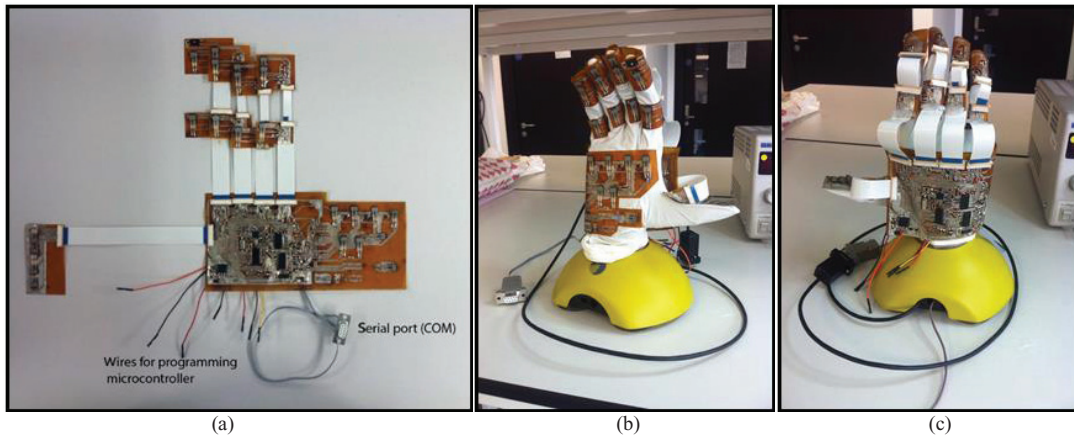 Serial port (COM)
Wires for programming
microcontroller
(a)
(b)
(c)